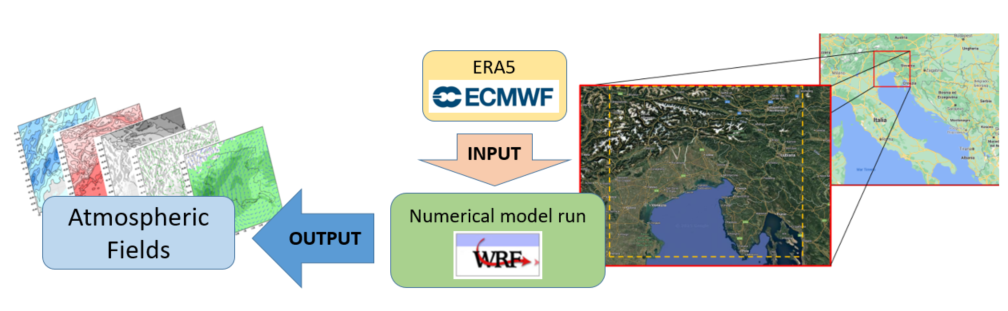 ERA5
ECMWF
INPUT
Numerical model run
WRF
OUTPUT
Atmospheric
Fields
Italia